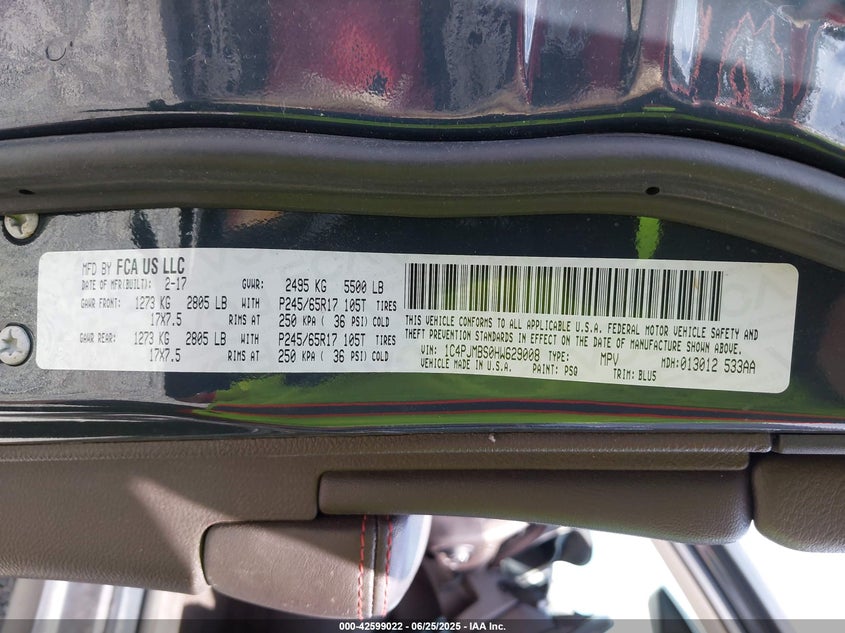 MFD BY FCA US LLC
DATE OF MFR(BUILT): 2-17 GVWR: 2495 KG 5500 LB
GAWR FRONT: 1273 KG 2805 LB WITH P245/65R17 105T TIRES
17X7.5 RIMS AT 250 KPA ( 36 PSI) COLD
GAWR REAR: 1273 KG 2805 LB WITH P245/65R17 105T TIRES
17X7.5 RIMS AT 250 KPA ( 36 PSI) COLD
THIS VEHICLE CONFORMS TO ALL APPLICABLE U.S.A. FEDERAL MOTOR VEHICLE SAFETY AND
THEFT PREVENTION STANDARDS IN EFFECT ON THE DATE OF MANUFACTURE SHOWN ABOVE.
VIN: 1C4PJMBS0HW629008 TYPE: MPV MDH: 013012 533AA
VEHICLE MADE IN U.S.A. PAINT: PSQ TRIM: BLU5
000-42599022 - 06/25/2025 - IAA Inc.